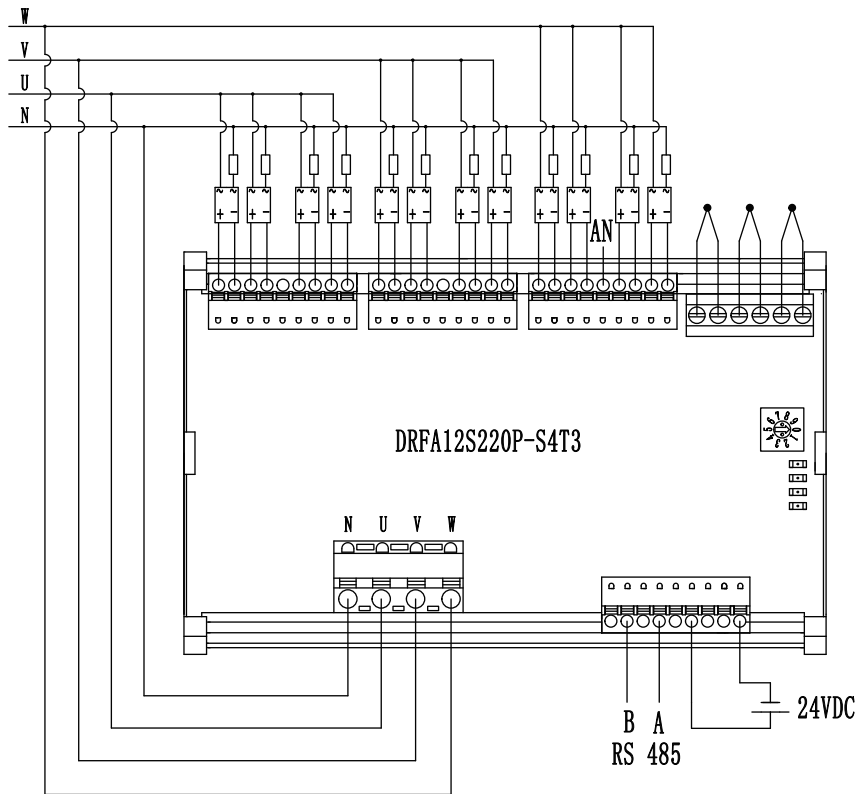 W
V
U
N
AN
DRFA12S220P-S4T3
N U V W
B A
RS 485
24VDC